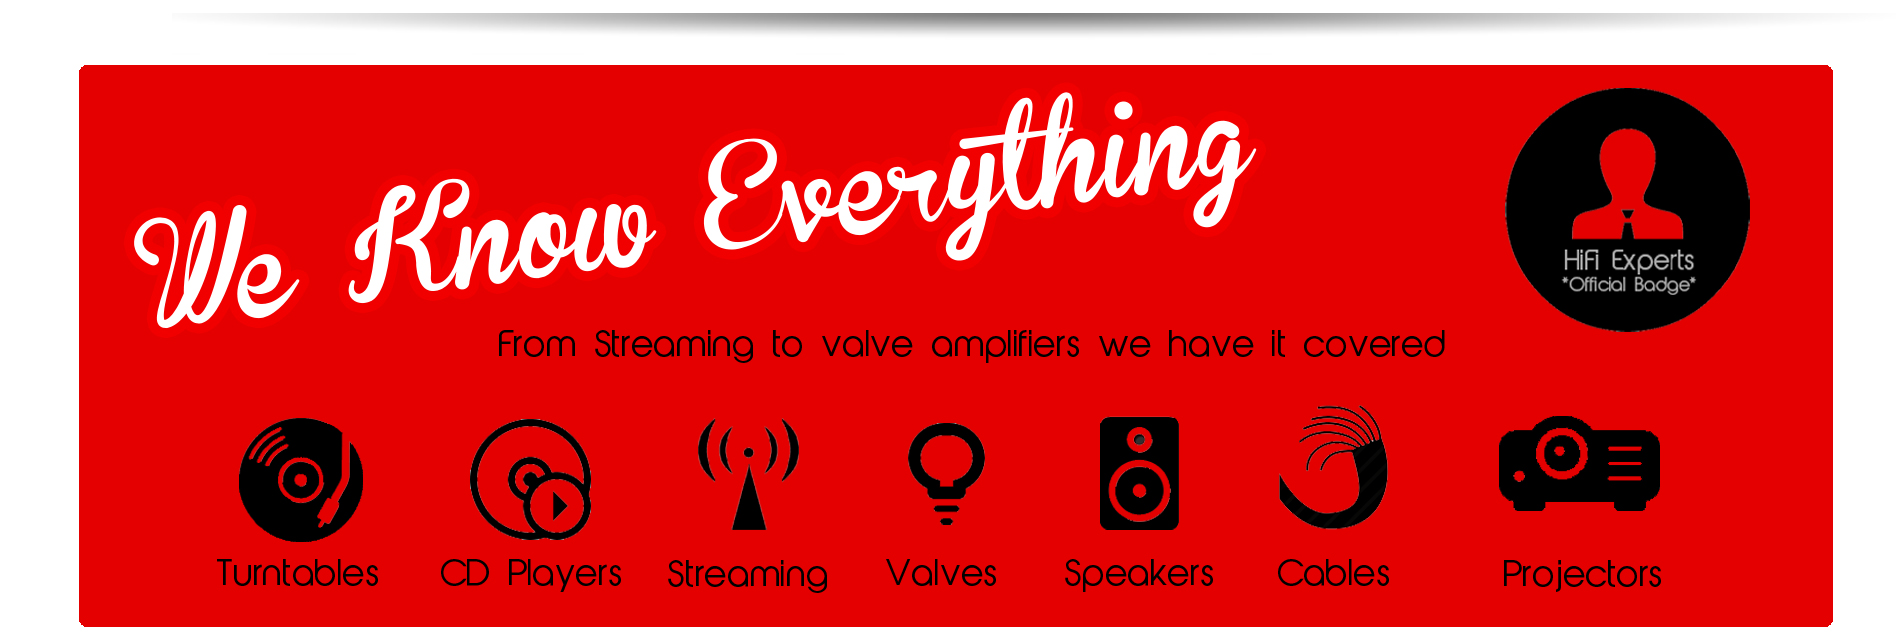 We Know Everything
HiFi Experts
*Official Badge*
From Streaming to valve amplifiers we have it covered
Turntables CD Players Streaming Valves Speakers Cables Projectors